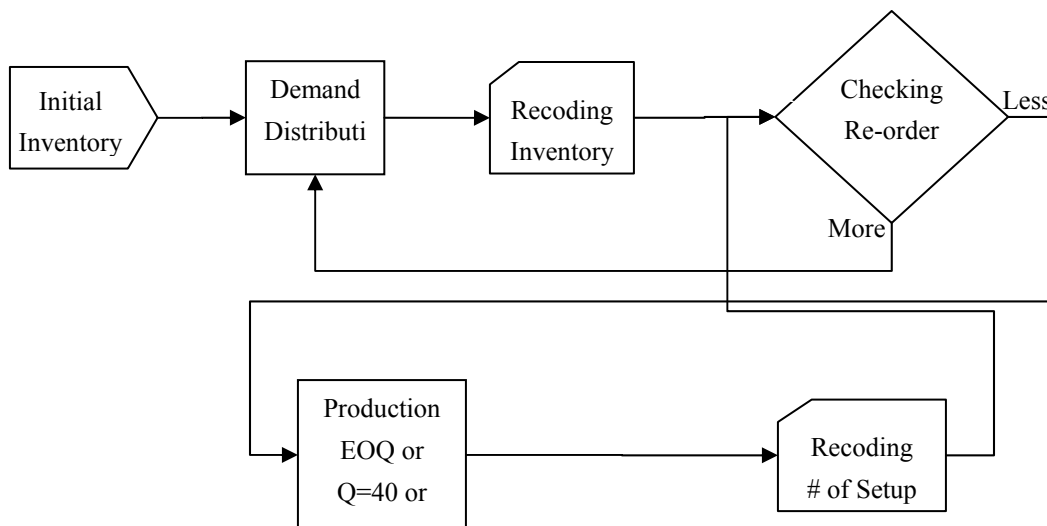 Initial
Inventory
Demand
Distributi
Recoding
Inventory
Checking
Re-order
Less
More
Production
EOQ or
Q=40 or
Recoding
# of Setup